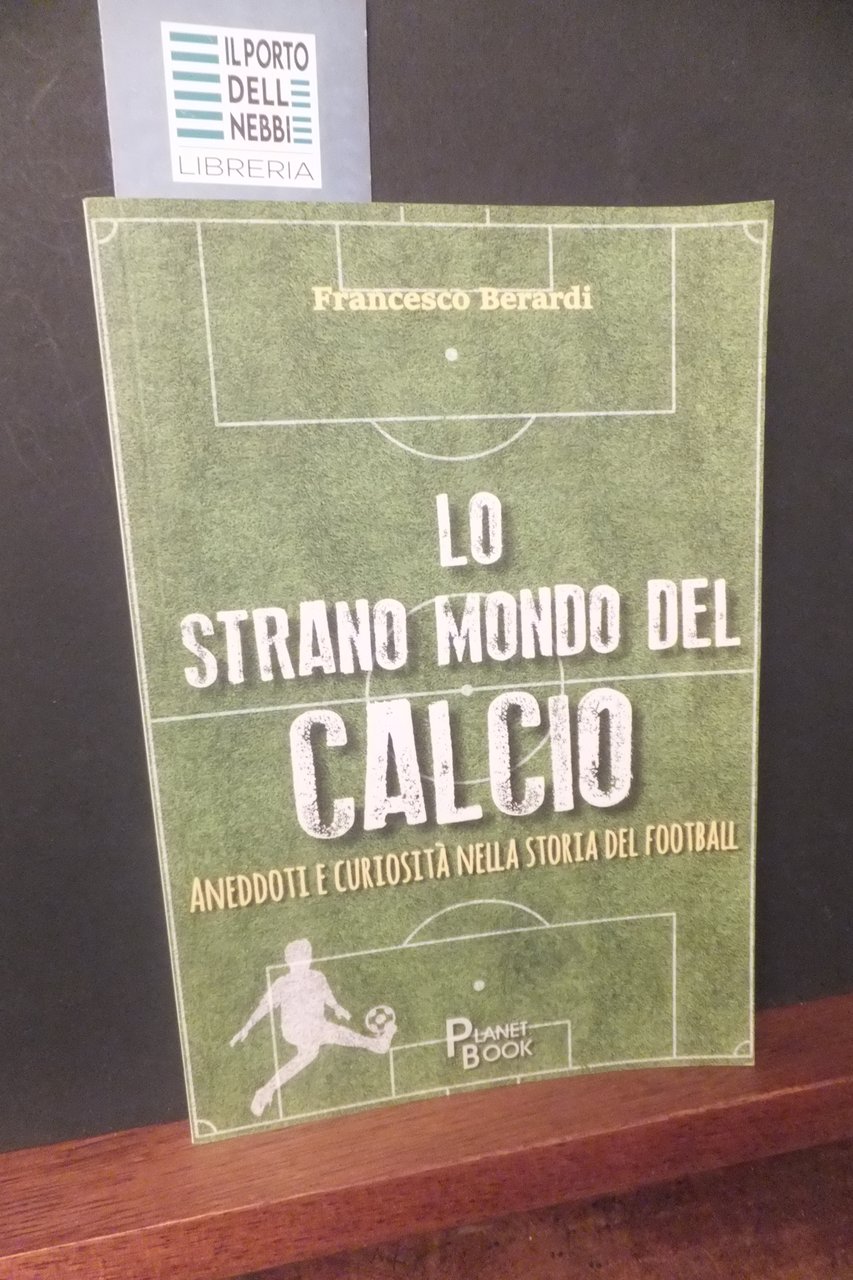 IL PORTO
DELLE
NEBBIE
LIBRERIA
Francesco Berardi
LO
STRANO MONDO DEL
CALCIO
ANEDDOTI E CURIOSITÀ NELLA STORIA DEL FOOTBALL
PLANET
BOOK